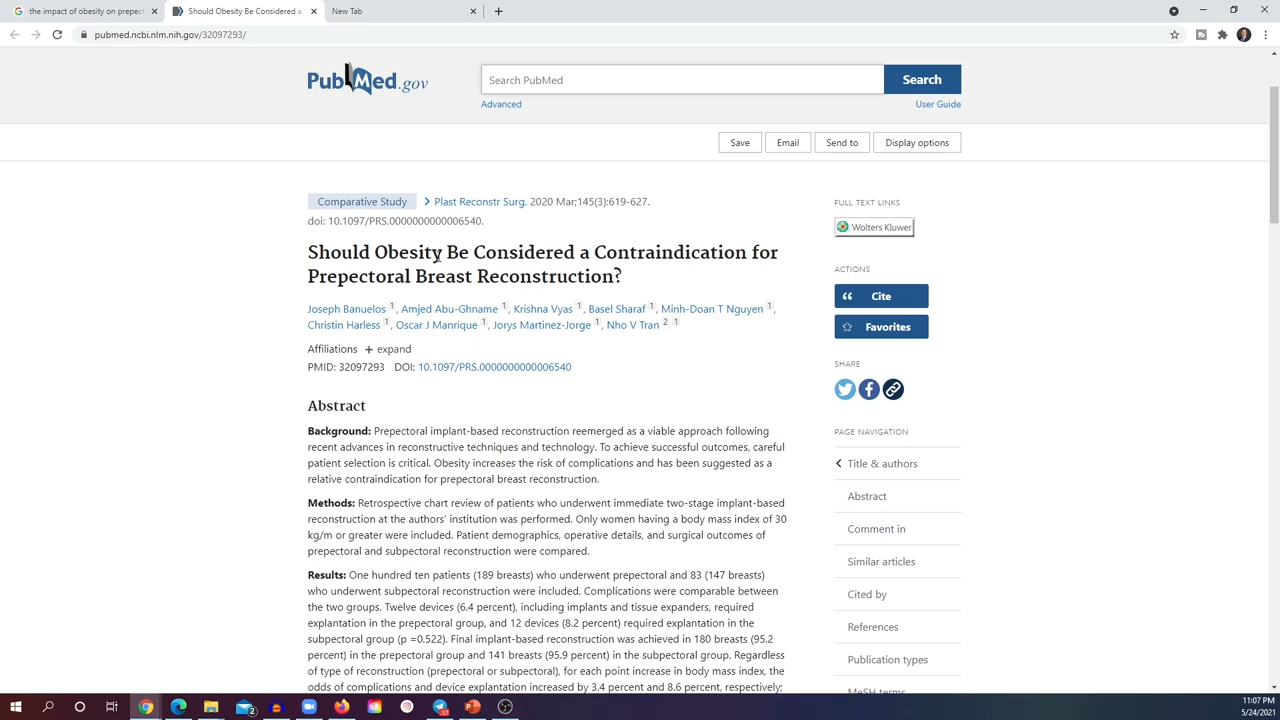 the impact of obesity on prepect
Should Obesity Be Considered a
New Tab
pubmed.ncbi.nlm.nih.gov/32097293/
PubMed.gov
Search PubMed
Search
Advanced
User Guide
Save
Email
Send to
Display options
Comparative Study
Plast Reconstr Surg. 2020 Mar;145(3):619-627.
doi: 10.1097/PRS.0000000000006540.
Should Obesity Be Considered a Contraindication for
Prepectoral Breast Reconstruction?
Joseph Banuelos 1, Amjed Abu-Ghname 1, Krishna Vyas 1, Basel Sharaf 1, Minh-Doan T Nguyen 1,
Christin Harless 1, Oscar J Manrique 1, Jorys Martinez-Jorge 1, Nho V Tran 2 1
Affiliations + expand
PMID: 32097293 DOI: 10.1097/PRS.0000000000006540
Abstract
Background: Prepectoral implant-based reconstruction reemerged as a viable approach following
recent advances in reconstructive techniques and technology. To achieve successful outcomes, careful
patient selection is critical. Obesity increases the risk of complications and has been suggested as a
relative contraindication for prepectoral breast reconstruction.
Methods: Retrospective chart review of patients who underwent immediate two-stage implant-based
reconstruction at the authors' institution was performed. Only women having a body mass index of 30
kg/m or greater were included. Patient demographics, operative details, and surgical outcomes of
prepectoral and subpectoral reconstruction were compared.
Results: One hundred ten patients (189 breasts) who underwent prepectoral and 83 (147 breasts)
who underwent subpectoral reconstruction were included. Complications were comparable between
the two groups. Twelve devices (6.4 percent), including implants and tissue expanders, required
explantation in the prepectoral group, and 12 devices (8.2 percent) required explantation in the
subpectoral group (p =0.522). Final implant-based reconstruction was achieved in 180 breasts (95.2
percent) in the prepectoral group and 141 breasts (95.9 percent) in the subpectoral group. Regardless
of type of reconstruction (prepectoral or subpectoral), for each point increase in body mass index, the
odds of complications and device explantation increased by 3.4 percent and 8.6 percent, respectively;
FULL TEXT LINKS
Wolters Kluwer
ACTIONS
Cite
Favorites
SHARE
PAGE NAVIGATION
Title & authors
Abstract
Comment in
Similar articles
Cited by
References
Publication types
MeSH terms
11:07 PM
5/24/2021